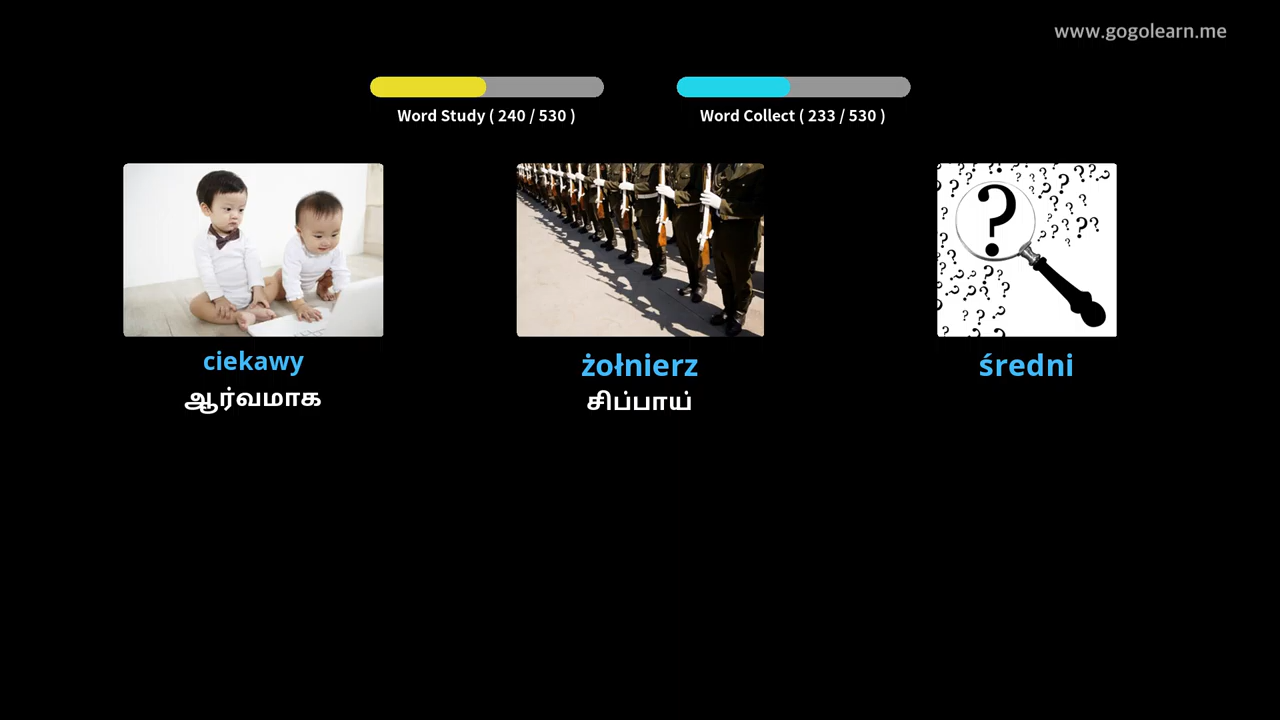 www.gogolearn.me
Word Study ( 240 / 530 )
Word Collect ( 233 / 530 )
ciekawy
ஆர்வமாக
żołnierz
சிப்பாய்
średni